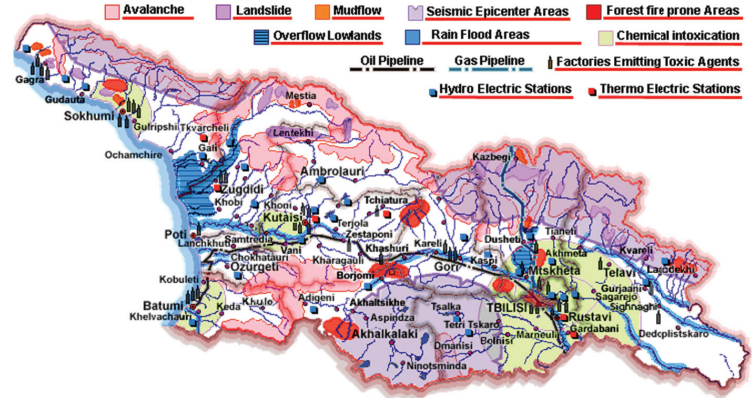 Avalanche Landslide Mudflow Seismic Epicenter Areas Forest fire prone Areas
Overflow Lowlands Rain Flood Areas Chemical intoxication
Oil Pipeline Gas Pipeline Factories Emitting Toxic Agents
Hydro Electric Stations Thermo Electric Stations
Gagra
Gudauta
Sokhumi
Gulripshi
Tkvarcheli
Mestia
Ochamchire
Gali
Lentekhi
Kazbegi
Zugdidi
Ambrolauri
Khobi
Khoni
Tchiatura
Kutaisi
Poti
Terjola
Lanchkhuti
Samtredia
Vani
Zestaponi
Khashuri
Kareli
Dusheti
Tianeti
Chokhatauri
Kharagauli
Gori
Kaspi
Akhmeta
Kvareli
Ozurgeti
Mtskheta
Telavi
Lagodekhi
Kobuleti
Borjomi
Gurjaani
Batumi
Keda
Khulo
Adigeni
Akhaltsikhe
Tsalka
TBILISI
Sagarejo
Sighnaghi
Khelvachauri
Aspindza
Tetri Tskaro
Rustavi
Dedoplistskaro
Akhalkalaki
Dmanisi
Bolnisi
Marneuli
Gardabani
Ninotsminda